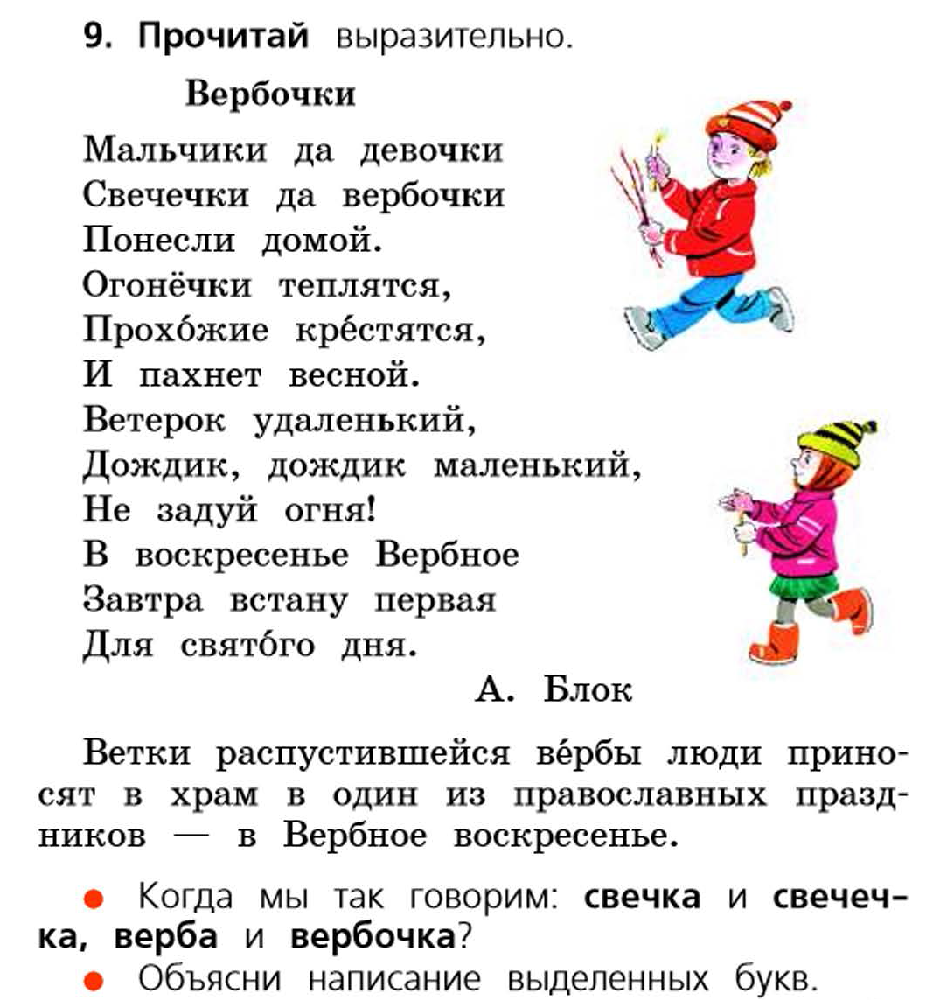 9. Прочитай выразительно.
Вербочки
Мальчики да девочки
Свечечки да вербочки
Понесли домой.
Огонёчки теплятся,
Прохо́жие кре́стятся,
И пахнет весной.
Ветерок удаленький,
Дождик, дождик маленький,
Не задуй огня!
В воскресенье Вербное
Завтра встану первая
Для свято́го дня.
А. Блок
Ветки распустившейся ве́рбы люди прино-
сят в храм в один из православных празд-
ников — в Вербное воскресенье.
● Когда мы так говорим: свечка и свечеч-
ка, верба и вербочка?
● Объясни написание выделенных букв.